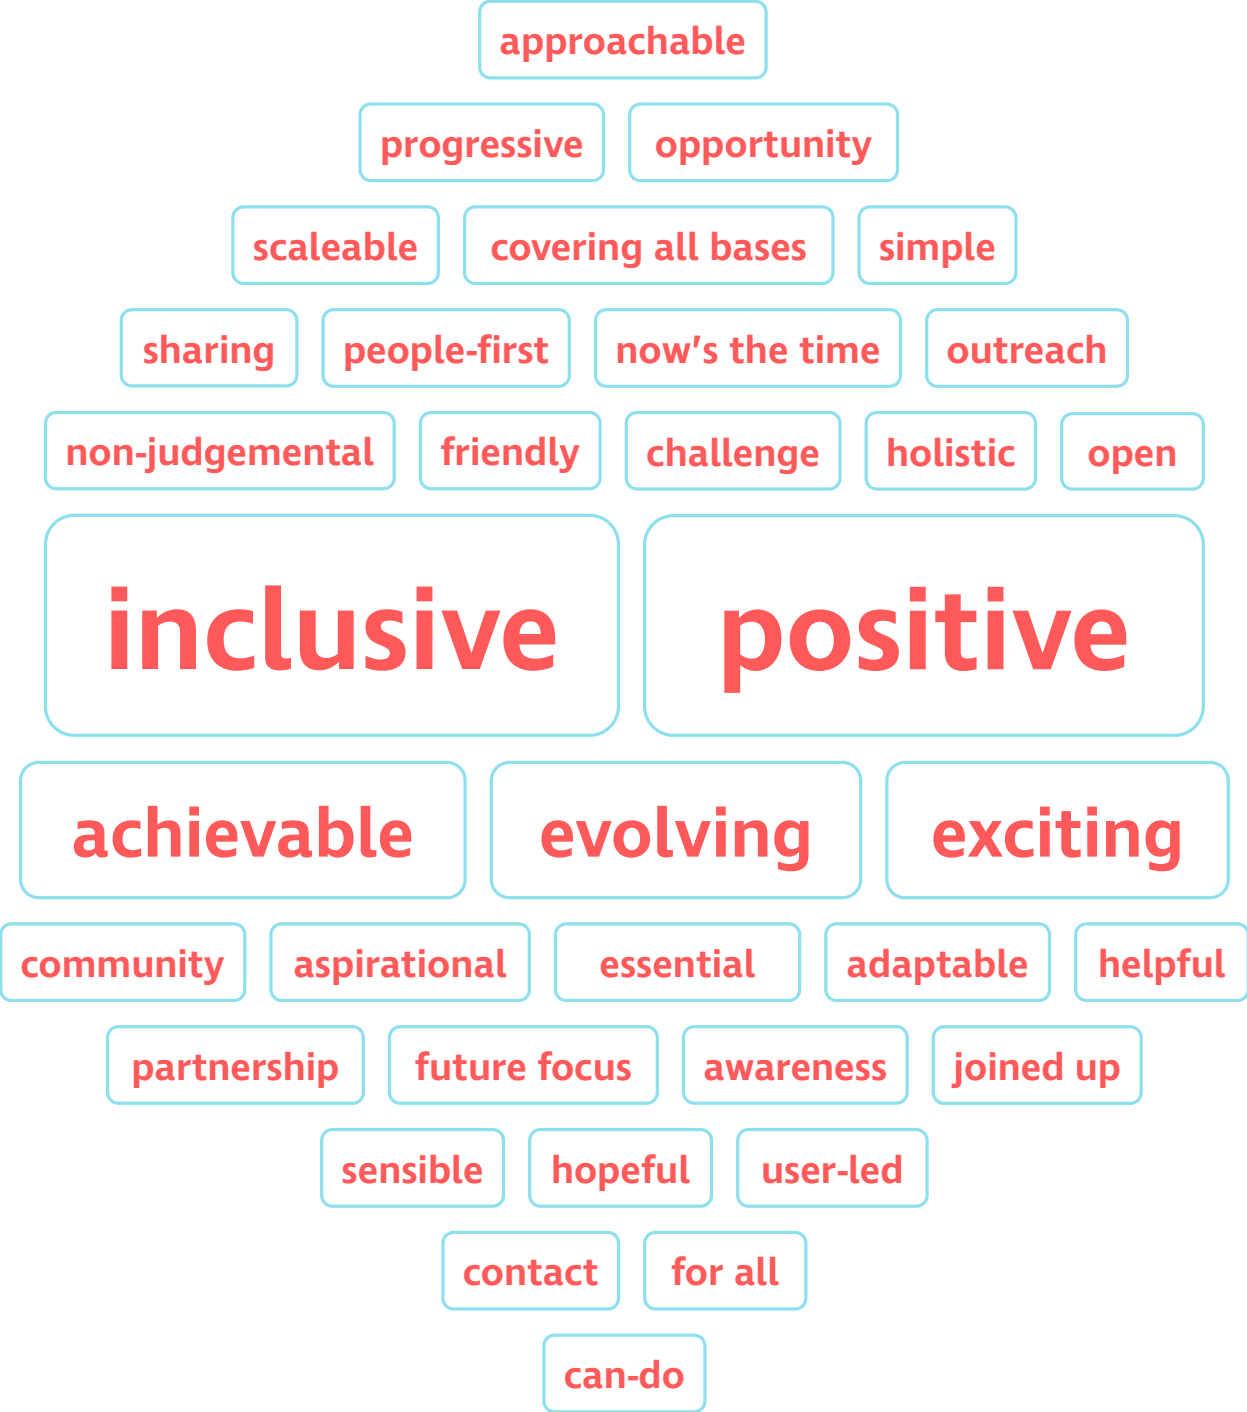 approachable
progressive opportunity
scaleable covering all bases simple
sharing people-first now's the time outreach
non-judgemental friendly challenge holistic open
inclusive positive
achievable evolving exciting
community aspirational essential adaptable helpful
partnership future focus awareness joined up
sensible hopeful user-led
contact for all
can-do